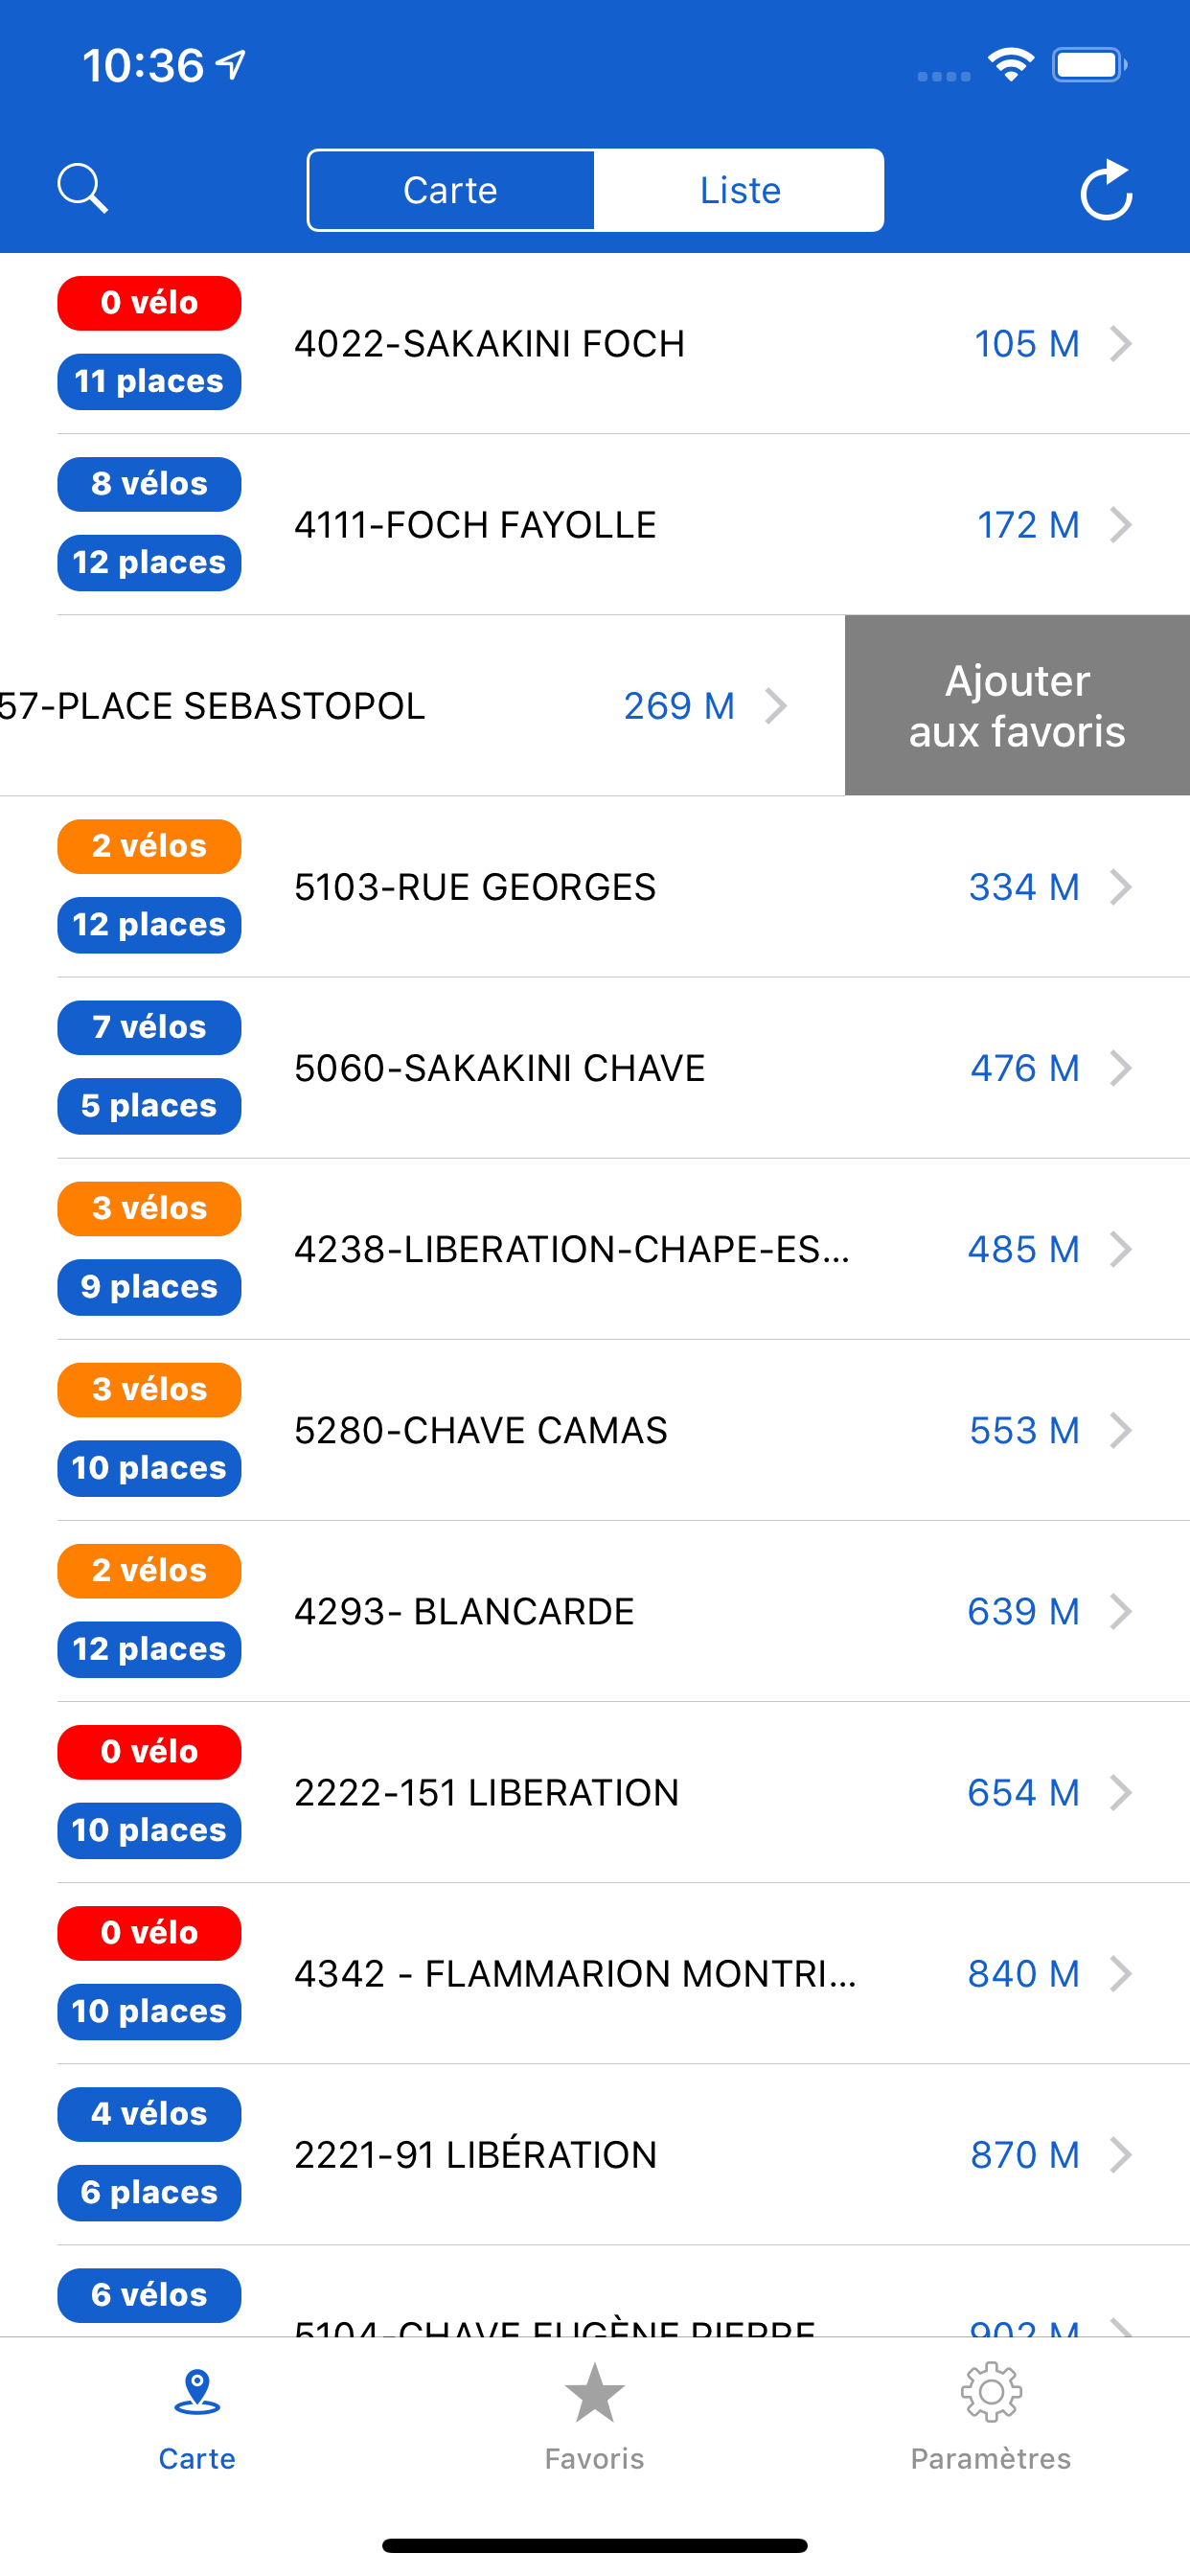 10:36
Carte
Liste
0 vélo
4022-SAKAKINI FOCH
105 M
11 places
8 vélos
4111-FOCH FAYOLLE
172 M
12 places
57-PLACE SEBASTOPOL
269 M
Ajouter
aux favoris
2 vélos
5103-RUE GEORGES
334 M
12 places
7 vélos
5060-SAKAKINI CHAVE
476 M
5 places
3 vélos
4238-LIBERATION-CHAPE-ES...
485 M
9 places
3 vélos
5280-CHAVE CAMAS
553 M
10 places
2 vélos
4293- BLANCARDE
639 M
12 places
0 vélo
2222-151 LIBERATION
654 M
10 places
0 vélo
4342 - FLAMMARION MONTRI...
840 M
10 places
4 vélos
2221-91 LIBÉRATION
870 M
6 places
6 vélos
5104-CHAVE EUGÈNE PIERRE
902 M
Carte
Favoris
Paramètres